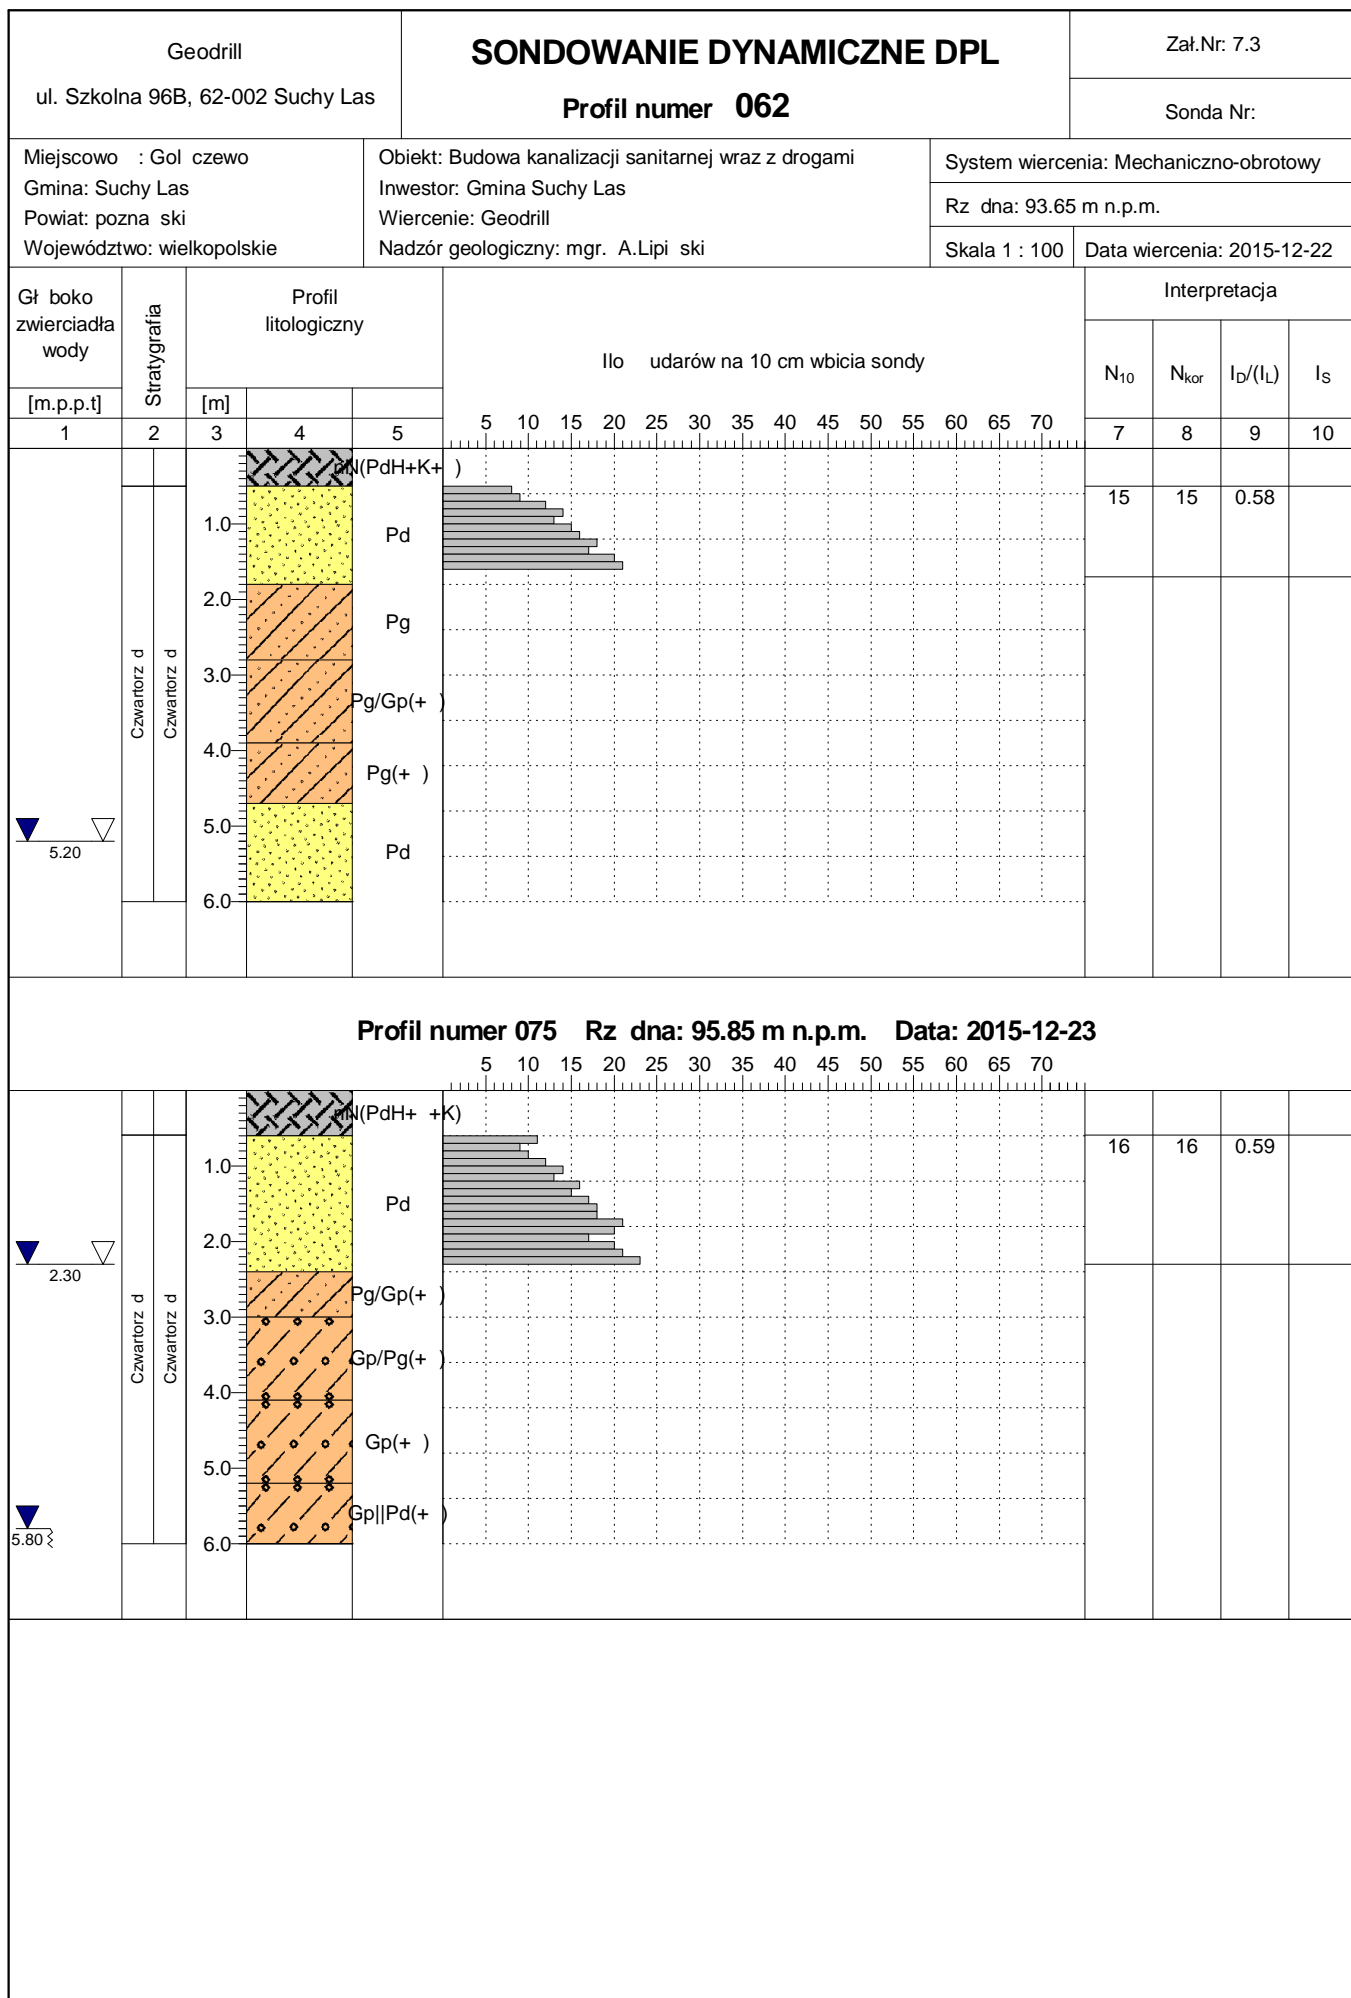 Geodrill
ul. Szkolna 96B, 62-002 Suchy Las
SONDOWANIE DYNAMICZNE DPL
Profil numer 062
Zał.Nr: 7.3
Sonda Nr:
Miejscowo : Gol czewo
Gmina: Suchy Las
Powiat: pozna ski
Województwo: wielkopolskie
Obiekt: Budowa kanalizacji sanitarnej wraz z drogami
Inwestor: Gmina Suchy Las
Wiercenie: Geodrill
Nadzór geologiczny: mgr. A.Lipi ski
System wiercenia: Mechaniczno-obrotowy
Rz dna: 93.65 m n.p.m.
Skala 1 : 100 Data wiercenia: 2015-12-22
Gł boko
zwierciadła
wody
[m.p.p.t]
Stratygrafia
Profil
litologiczny
[m]
Ilo udarów na 10 cm wbicia sondy
Interpretacja
N10 Nkor ID/(IL) IS
5 10 15 20 25 30 35 40 45 50 55 60 65 70
1 2 3 4 5 7 8 9 10
nN(PdH+K+ )
15 15 0.58
1.0
Pd
2.0
Pg
3.0
Pg/Gp(+ )
4.0
Pg(+ )
5.0
5.20
Pd
6.0
Czwartorz d
Czwartorz d
Profil numer 075 Rz dna: 95.85 m n.p.m. Data: 2015-12-23
5 10 15 20 25 30 35 40 45 50 55 60 65 70
nN(PdH+ +K)
16 16 0.59
1.0
Pd
2.0
2.30
Pg/Gp(+ )
3.0
Gp/Pg(+ )
4.0
Gp(+ )
5.0
Gp||Pd(+ )
5.80
6.0
Czwartorz d
Czwartorz d